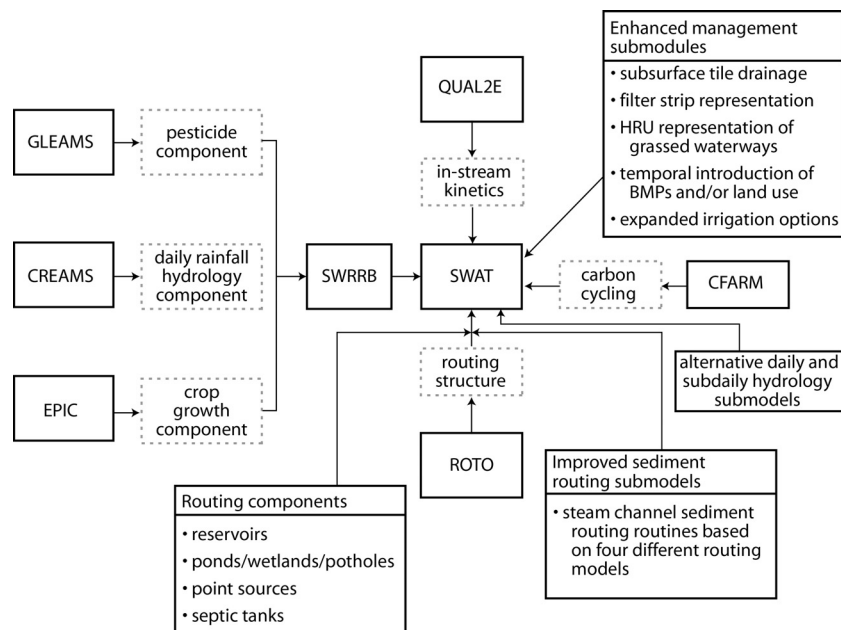 Enhanced management
submodules
• subsurface tile drainage
• filter strip representation
• HRU representation of
grassed waterways
• temporal introduction of
BMPs and/or land use
• expanded irrigation options
QUAL2E
GLEAMS
pesticide
component
in-stream
kinetics
CREAMS
daily rainfall
hydrology
component
SWRRB
SWAT
carbon
cycling
CFARM
EPIC
crop
growth
component
routing
structure
alternative daily and
subdaily hydrology
submodels
ROTO
Routing components
• reservoirs
• ponds/wetlands/potholes
• point sources
• septic tanks
Improved sediment
routing submodels
• steam channel sediment
routing routines based
on four different routing
models